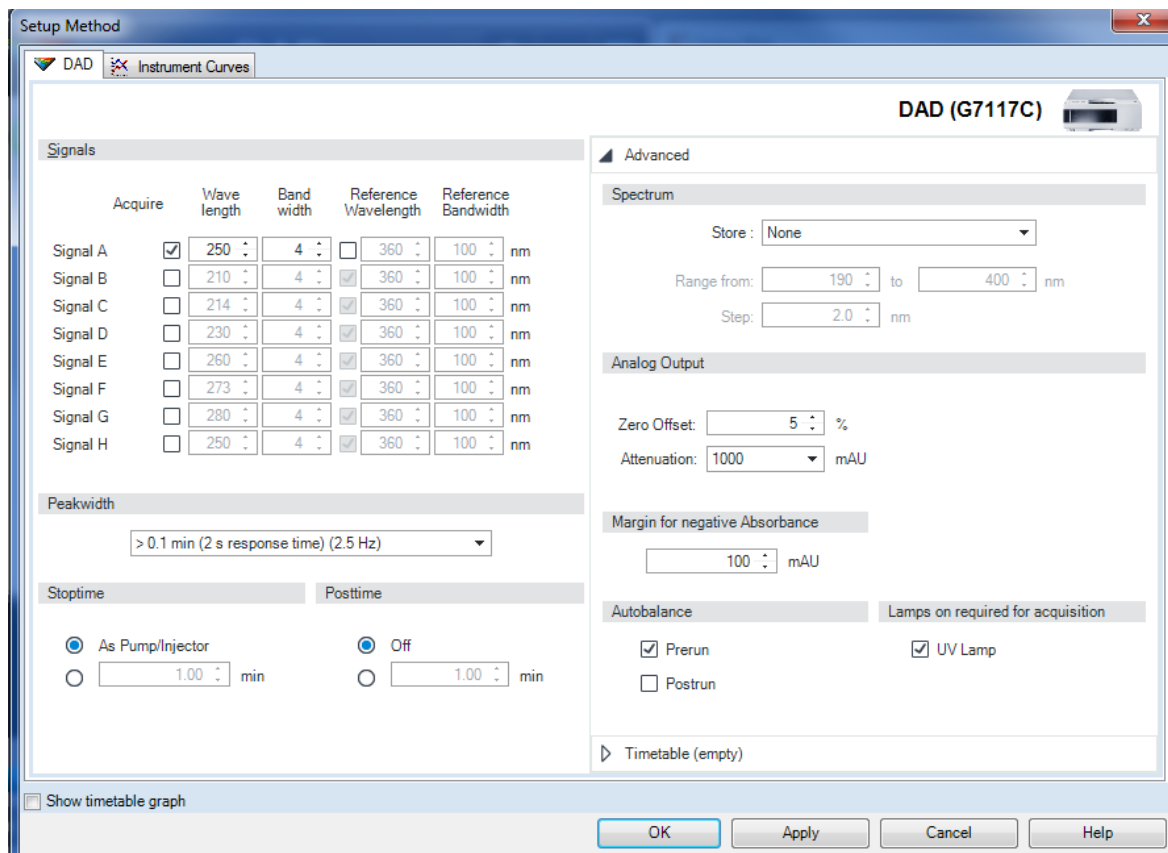 Setup Method
DAD
Instrument Curves
DAD (G7117C)
Signals
Acquire Wave length Band width Reference Wavelength Reference Bandwidth
Signal A 250 4 360 100 nm
Signal B 210 4 360 100 nm
Signal C 214 4 360 100 nm
Signal D 230 4 360 100 nm
Signal E 260 4 360 100 nm
Signal F 273 4 360 100 nm
Signal G 280 4 360 100 nm
Signal H 250 4 360 100 nm
Peakwidth
> 0.1 min (2 s response time) (2.5 Hz)
Stoptime
As Pump/Injector
1.00 min
Posttime
Off
1.00 min
Advanced
Spectrum
Store : None
Range from: 190 to 400 nm
Step: 2.0 nm
Analog Output
Zero Offset: 5 %
Attenuation: 1000 mAU
Margin for negative Absorbance
100 mAU
Autobalance
Prerun
Postrun
Lamps on required for acquisition
UV Lamp
Timetable (empty)
Show timetable graph
OK Apply Cancel Help